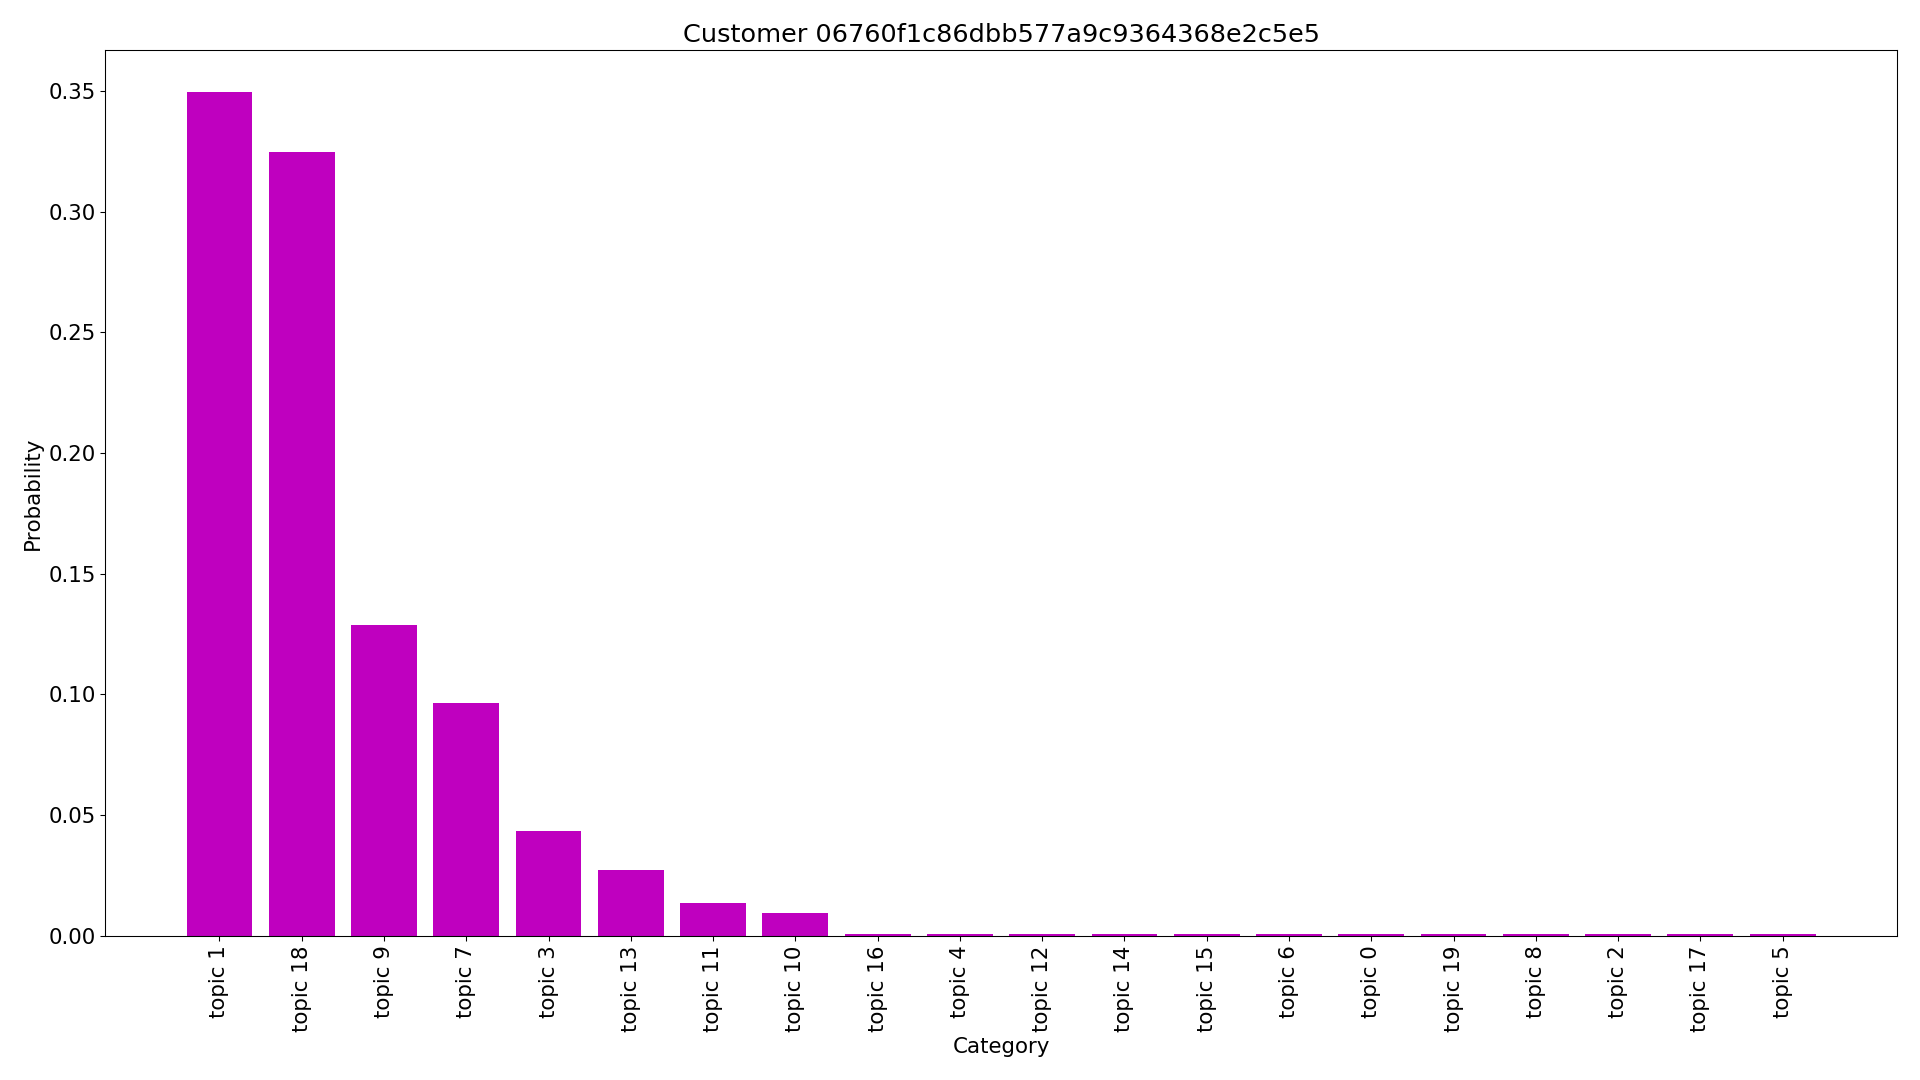 Customer 06760f1c86dbb577a9c9364368e2c5e5
Probability
0.35
0.30
0.25
0.20
0.15
0.10
0.05
0.00
topic 1
topic 18
topic 9
topic 7
topic 3
topic 13
topic 11
topic 10
topic 16
topic 4
topic 12
topic 14
topic 15
topic 6
topic 0
topic 19
topic 8
topic 2
topic 17
topic 5
Category